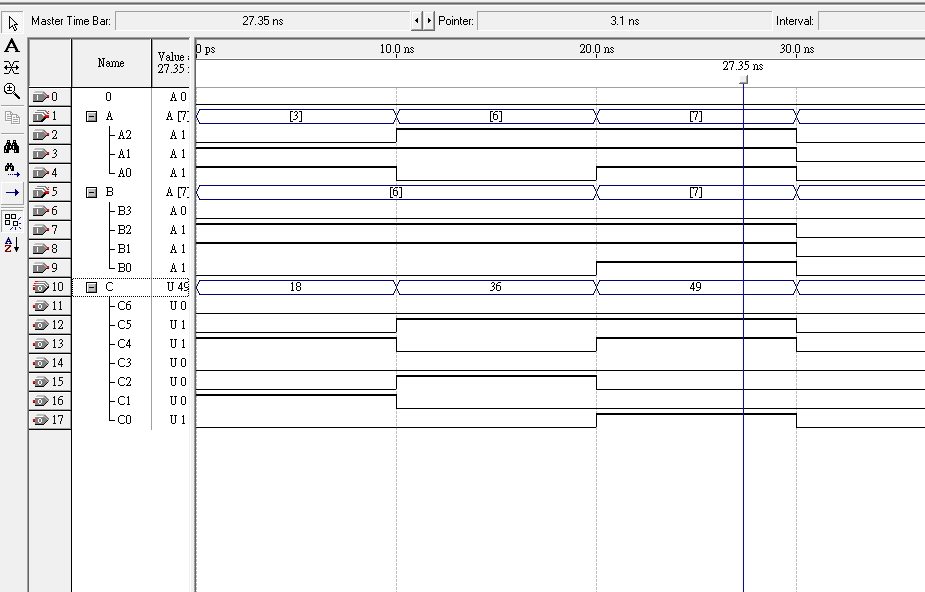 Master Time Bar: 27.35 ns Pointer: 3.1 ns Interval:
0 ps 10.0 ns 20.0 ns 30.0 ns
Name Value
27.35
27.35 ns
0 0 A 0
1 A A [7] [3] [6] [7]
2 A2 A 1
3 A1 A 1
4 A0 A 1
5 B A [7] [6] [7]
6 B3 A 0
7 B2 A 1
8 B1 A 1
9 B0 A 1
10 C U 49 18 36 49
11 C6 U 0
12 C5 U 1
13 C4 U 1
14 C3 U 0
15 C2 U 0
16 C1 U 0
17 C0 U 1